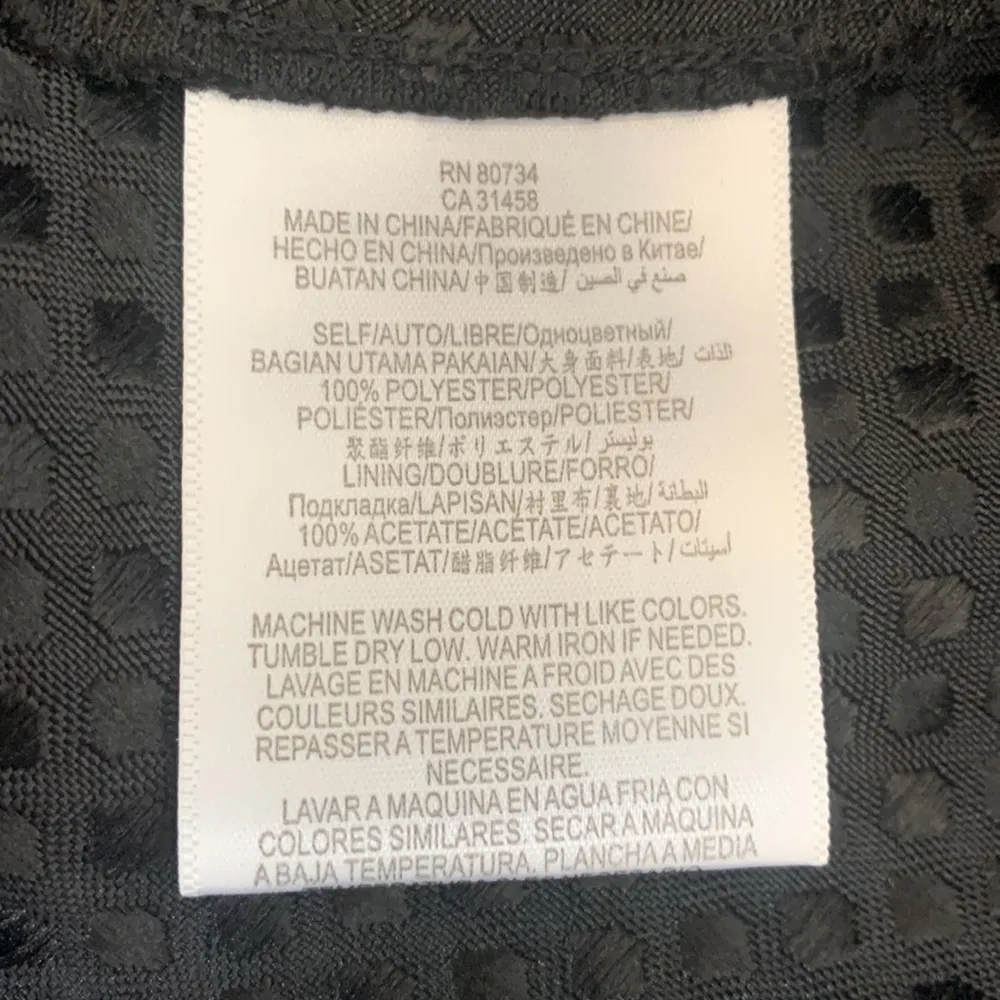 RN 80734
CA 31458
MADE IN CHINA/FABRIQUÉ EN CHINE/
HECHO EN CHINA/Произведено в Китае/
BUATAN CHINA/中国制造/ صنع في الصين
SELF/AUTO/LIBRE/Одноцветный/
BAGIAN UTAMA PAKAIAN/大身面料/表地/ الذات
100% POLYESTER/POLYESTER/
POLIÉSTER/Полиэстер/POLIESTER/
聚酯纤维/ポリエステル/ بوليستر
LINING/DOUBLURE/FORRO/
Подкладка/LAPISAN/衬里布/裏地/ البطانة
100% ACETATE/ACÉTATE/ACETATO/
Ацетат/ASETAT/醋脂纤维/アセテート/ أسيتات
MACHINE WASH COLD WITH LIKE COLORS.
TUMBLE DRY LOW. WARM IRON IF NEEDED.
LAVAGE EN MACHINE A FROID AVEC DES
COULEURS SIMILAIRES. SECHAGE DOUX.
REPASSER A TEMPERATURE MOYENNE SI
NECESSAIRE.
LAVAR A MAQUINA EN AGUA FRIA CON
COLORES SIMILARES. SECAR A MÁQUINA
A BAJA TEMPERATURA. PLANCHA A MEDIA